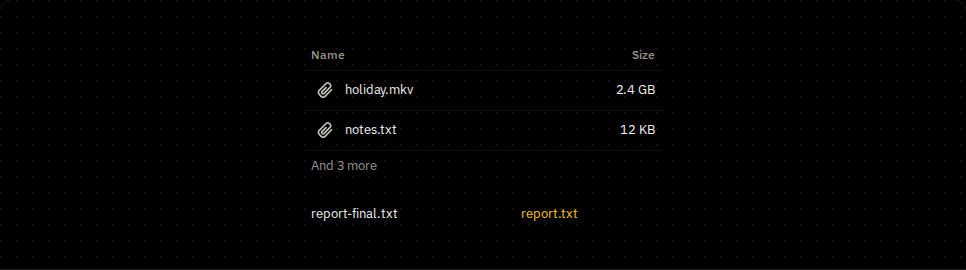 Name Size
holiday.mkv 2.4 GB
notes.txt 12 KB
And 3 more
report-final.txt report.txt